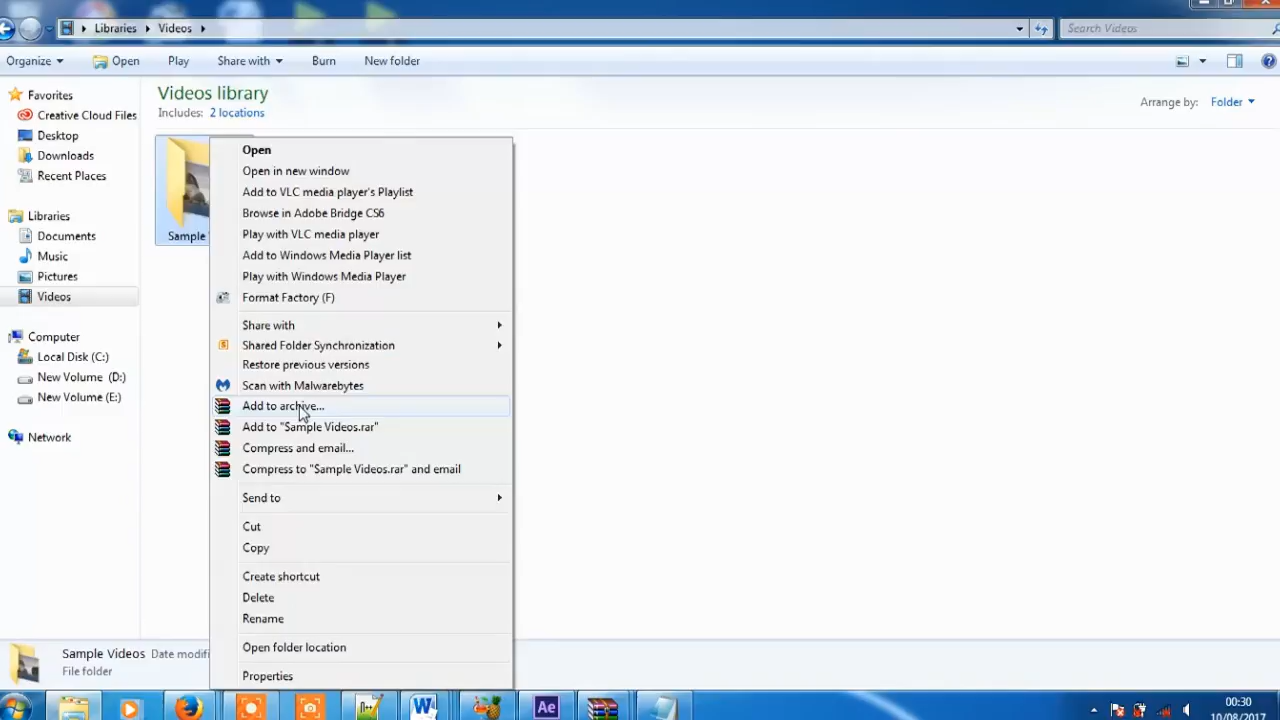 Libraries Videos
Search Videos
Organize Open Play Share with Burn New folder
Favorites
Creative Cloud Files
Desktop
Downloads
Recent Places
Libraries
Documents
Music
Pictures
Videos
Computer
Local Disk (C:)
New Volume (D:)
New Volume (E:)
Network
Videos library
Includes: 2 locations
Arrange by: Folder
Sample
Open
Open in new window
Add to VLC media player's Playlist
Browse in Adobe Bridge CS6
Play with VLC media player
Add to Windows Media Player list
Play with Windows Media Player
Format Factory (F)
Share with
Shared Folder Synchronization
Restore previous versions
Scan with Malwarebytes
Add to archive...
Add to "Sample Videos.rar"
Compress and email...
Compress to "Sample Videos.rar" and email
Send to
Cut
Copy
Create shortcut
Delete
Rename
Open folder location
Properties
Sample Videos Date modifi
File folder
W
Ae
00:30
10/08/2017